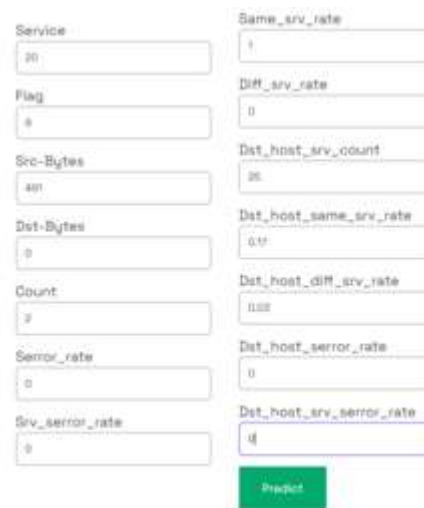 Service
20
Flag
9
Src-Bytes
491
Dst-Bytes
0
Count
2
Serror_rate
0
Srv_serror_rate
0
Same_srv_rate
1
Diff_srv_rate
0
Dst_host_srv_count
25
Dst_host_same_srv_rate
0.17
Dst_host_diff_srv_rate
0.03
Dst_host_serror_rate
0
Dst_host_srv_serror_rate
0
Predict